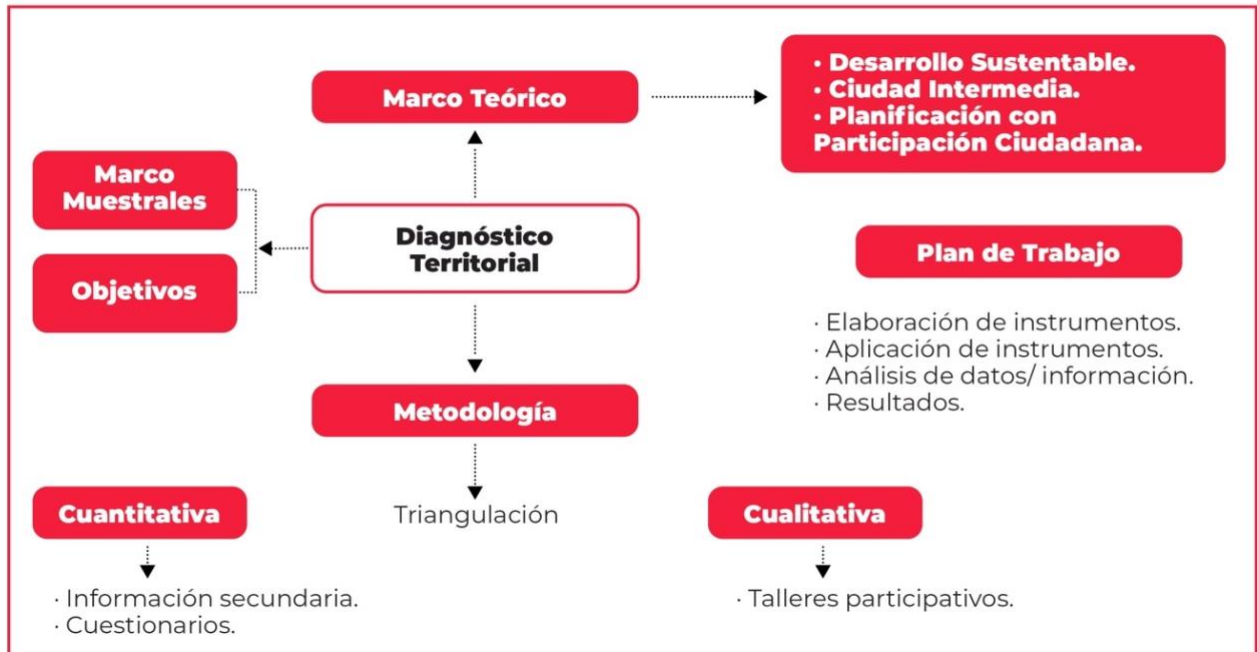 Marco Teórico
· Desarrollo Sustentable.
· Ciudad Intermedia.
· Planificación con
Participación Ciudadana.
Marco
Muestrales
Objetivos
Diagnóstico
Territorial
Plan de Trabajo
· Elaboración de instrumentos.
· Aplicación de instrumentos.
· Análisis de datos/ información.
· Resultados.
Metodología
Cuantitativa
Triangulación
Cualitativa
· Información secundaria.
· Cuestionarios.
· Talleres participativos.